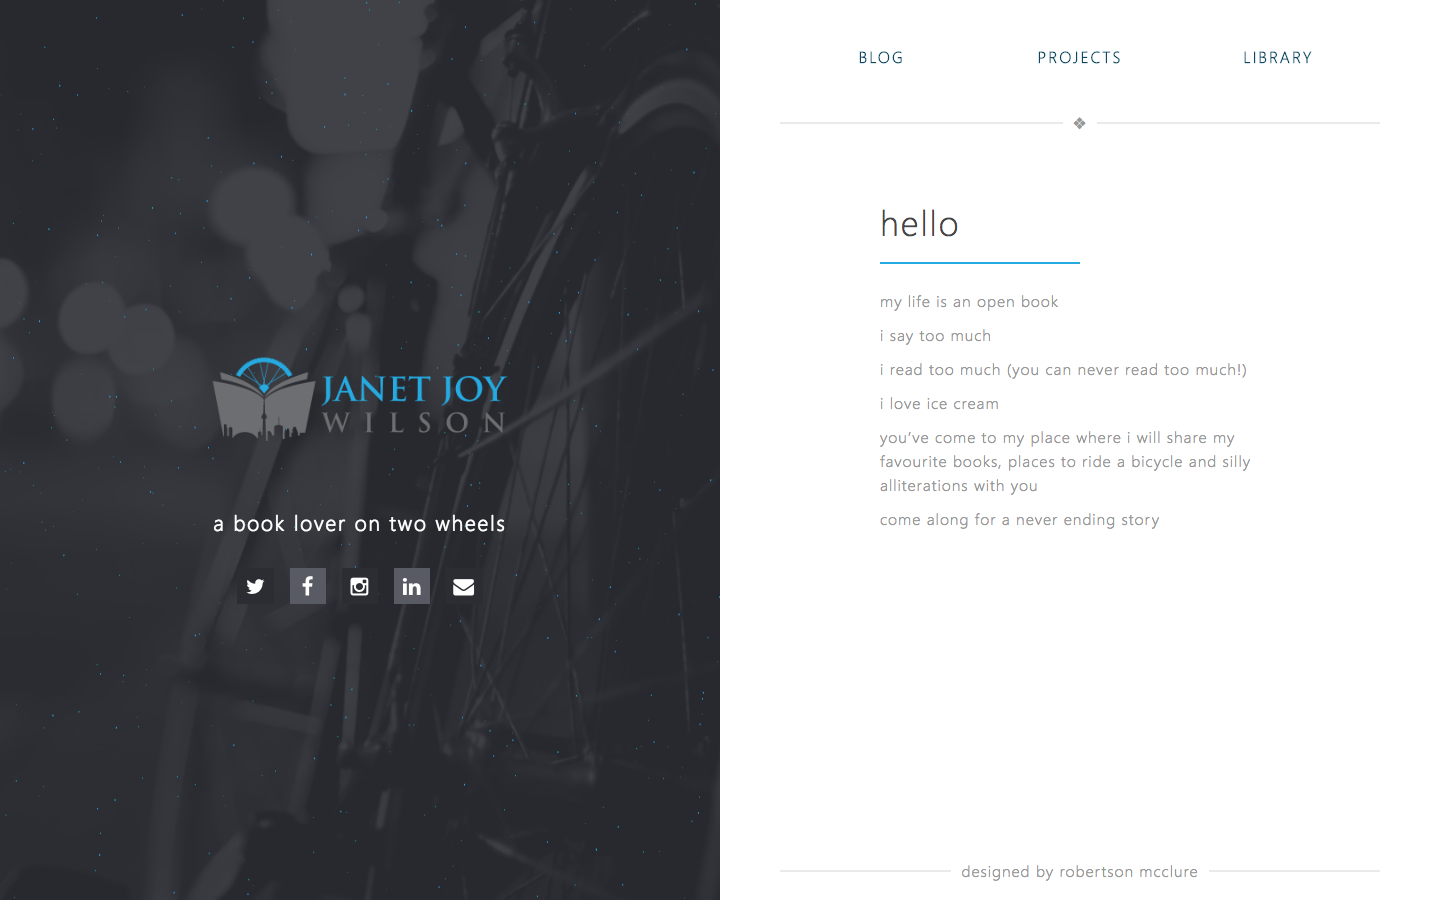 JANET JOY
WILSON
a book lover on two wheels
BLOG PROJECTS LIBRARY
hello
my life is an open book
i say too much
i read too much (you can never read too much!)
i love ice cream
you’ve come to my place where i will share my
favourite books, places to ride a bicycle and silly
alliterations with you
come along for a never ending story
designed by robertson mcclure